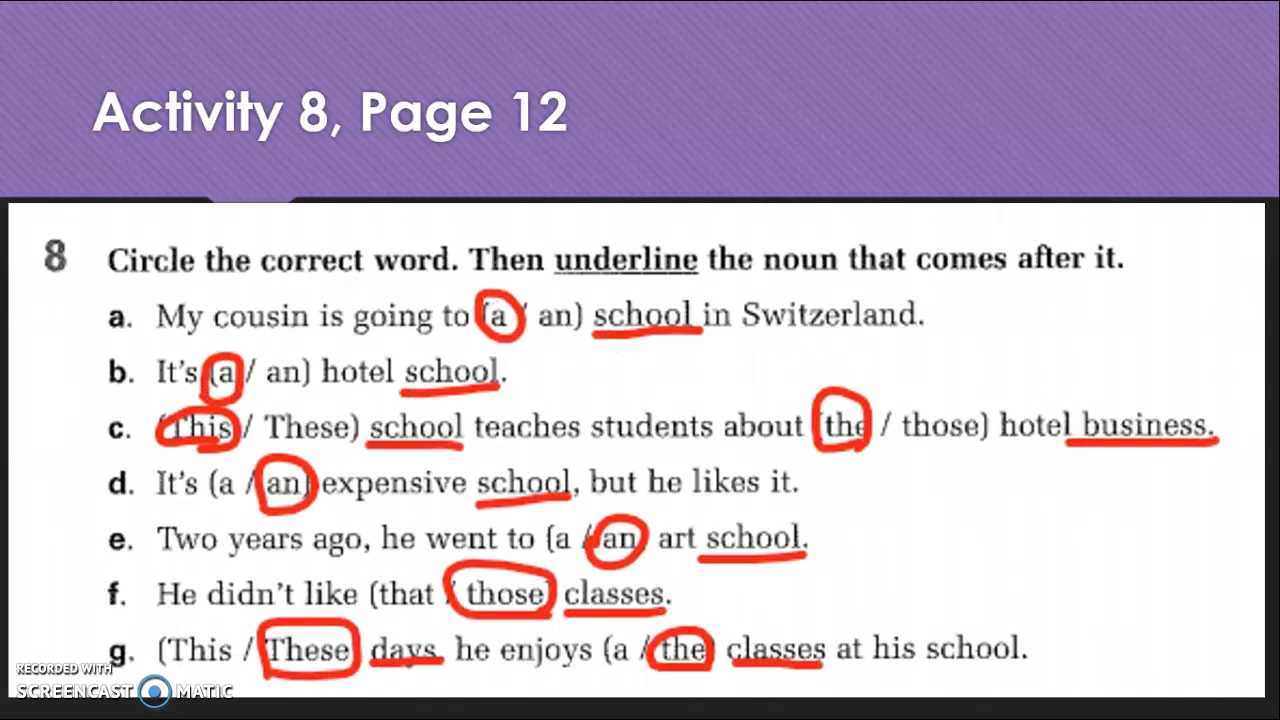 Activity 8, Page 12
8 Circle the correct word. Then underline the noun that comes after it.
a. My cousin is going to (a / an) school in Switzerland.
b. It's (a / an) hotel school.
c. (This / These) school teaches students about (the / those) hotel business.
d. It's (a / an) expensive school, but he likes it.
e. Two years ago, he went to (a / an) art school.
f. He didn't like (that / those) classes.
g. (This / These) days, he enjoys (a / the) classes at his school.
RECORDED WITH
SCREENCAST MATIC